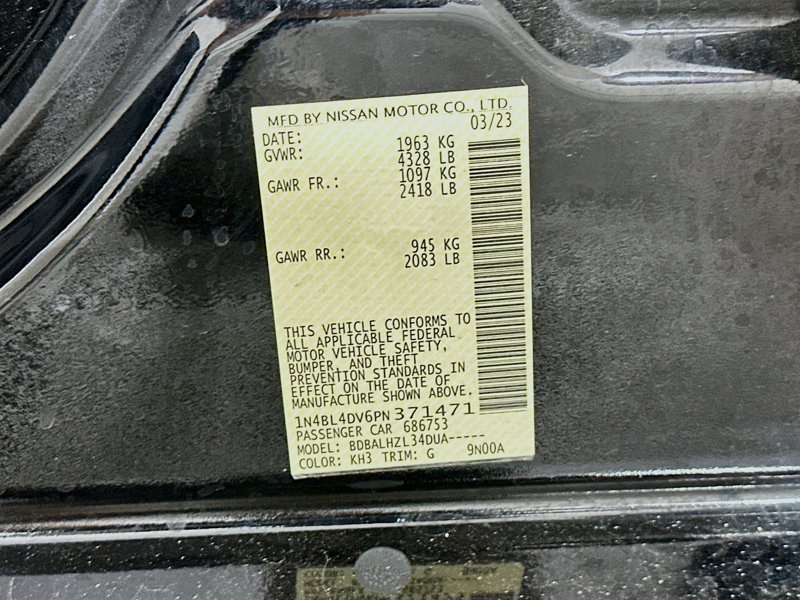 MFD BY NISSAN MOTOR CO., LTD.
DATE: 03/23
GVWR: 1963 KG
4328 LB
GAWR FR.: 1097 KG
2418 LB
GAWR RR.: 945 KG
2083 LB
THIS VEHICLE CONFORMS TO
ALL APPLICABLE FEDERAL
MOTOR VEHICLE SAFETY,
BUMPER, AND THEFT
PREVENTION STANDARDS IN
EFFECT ON THE DATE OF
MANUFACTURE SHOWN ABOVE.
1N4BL4DV6PN371471
PASSENGER CAR 686753
MODEL: BDBALHZL34DUA-----
COLOR: KH3 TRIM: G 9N00A